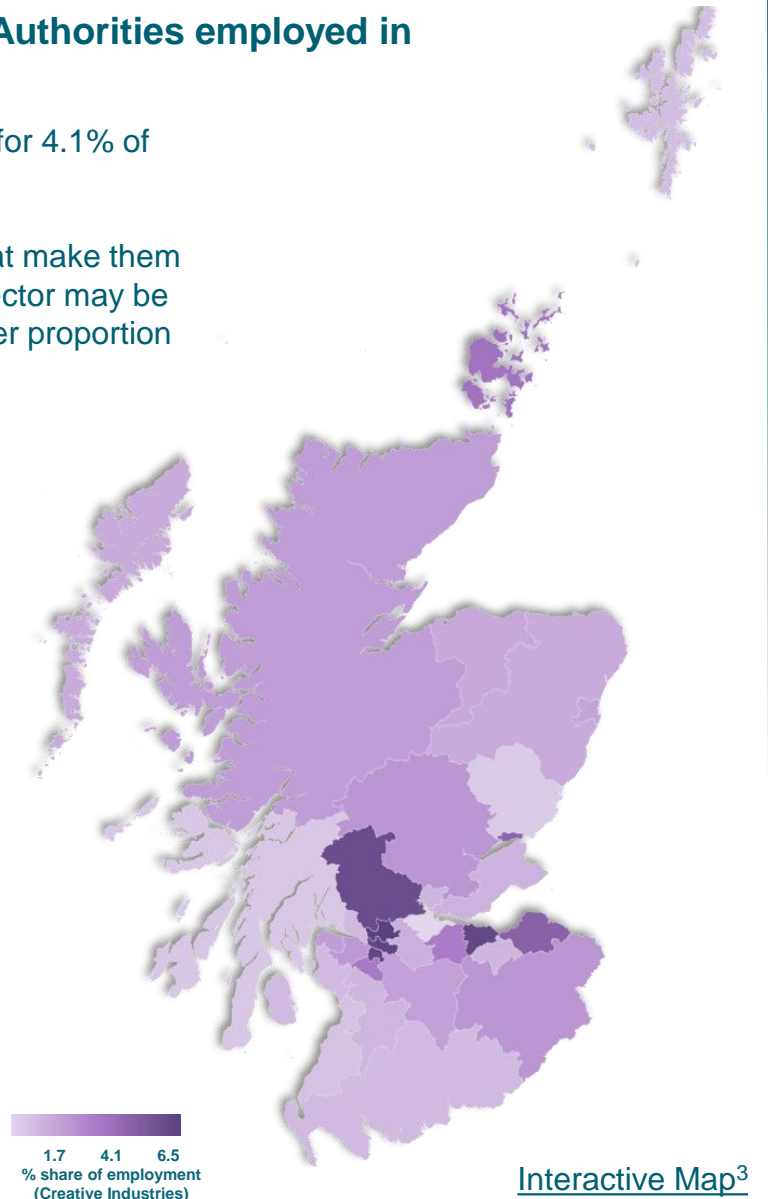 Authorities employed in
for 4.1% of
at make them
ector may be
er proportion
1.7 4.1 6.5
% share of employment
(Creative Industries)
Interactive Map³